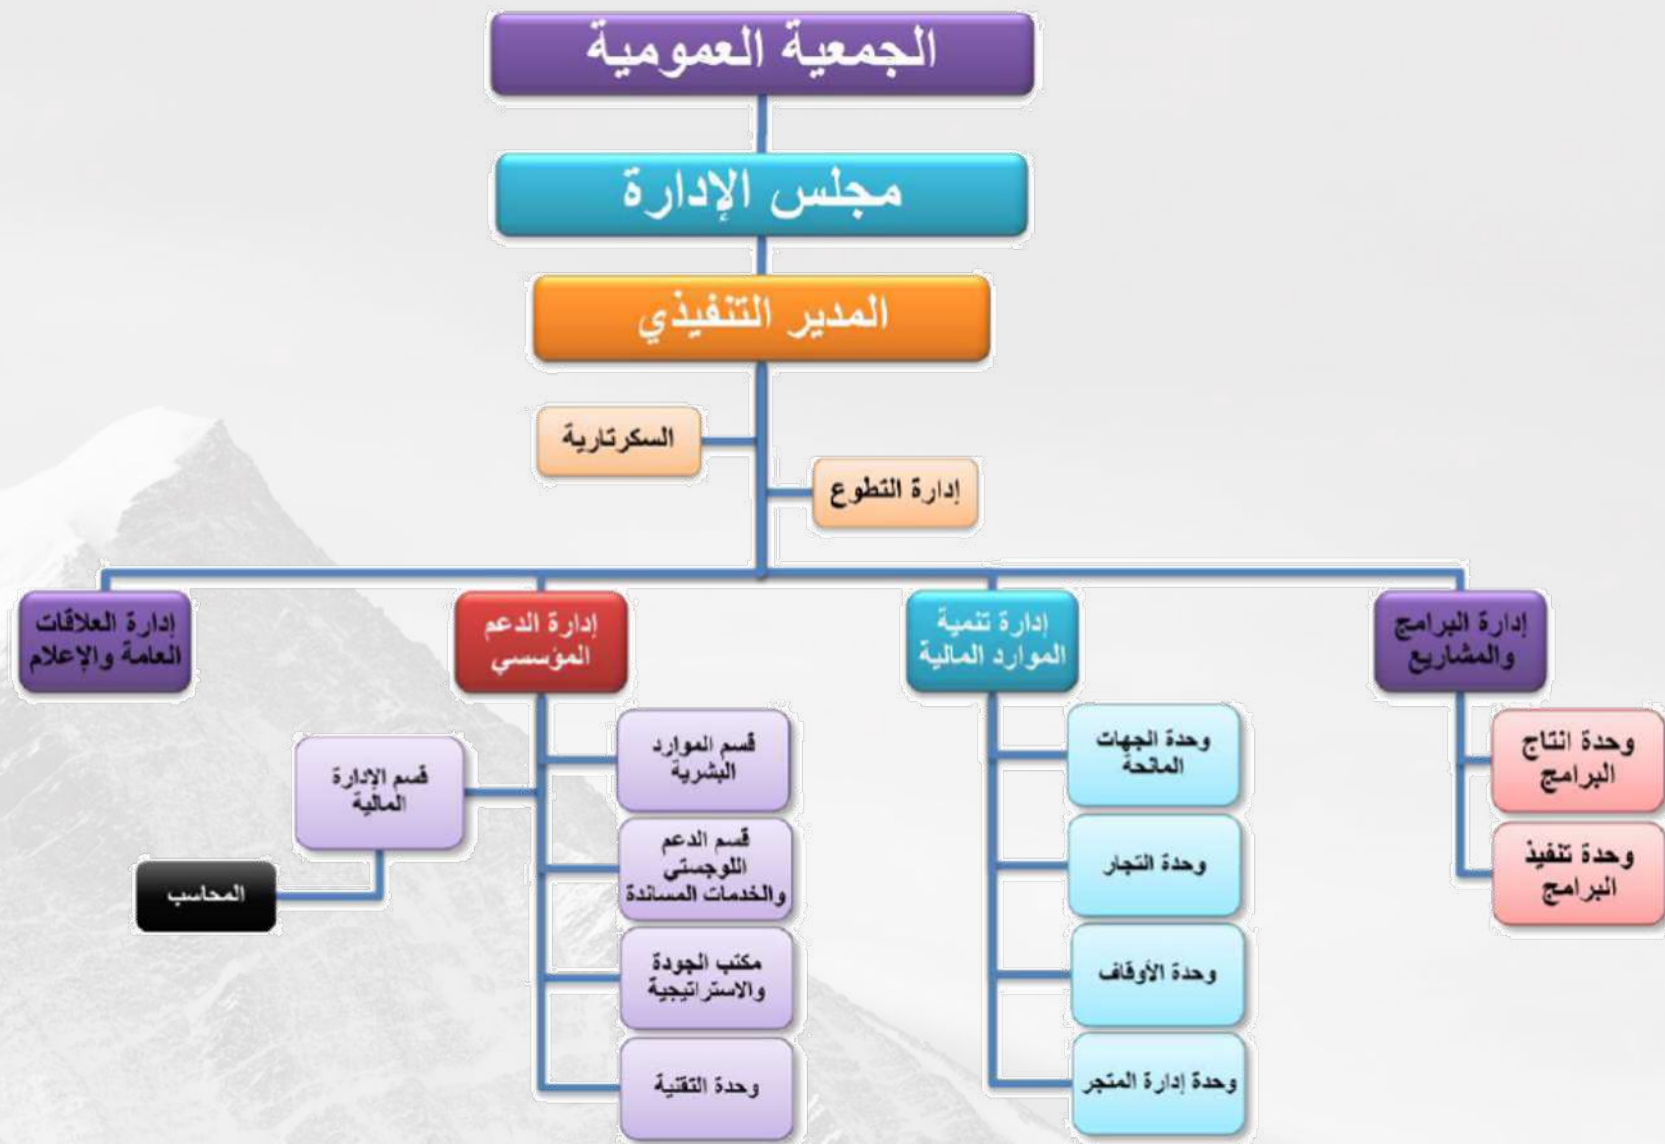 الجمعية العمومية
مجلس الإدارة
المدير التنفيذي
السكرتارية
إدارة التطوع
إدارة البرامج
والمشاريع
إدارة تنمية
الموارد المالية
إدارة الدعم
المؤسسي
إدارة العلاقات
العامة والإعلام
وحدة انتاج
البرامج
وحدة تنفيذ
البرامج
وحدة الجهات
المانحة
وحدة التجار
وحدة الأوقاف
وحدة إدارة المتجر
قسم الموارد
البشرية
قسم الدعم
اللوجستي
والخدمات المساندة
مكتب الجودة
والاستراتيجية
وحدة التقنية
قسم الإدارة
المالية
المحاسب